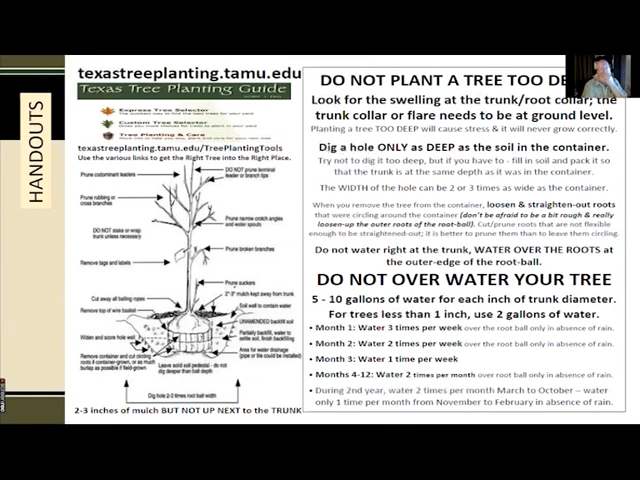 HANDOUTS
texastreeplanting.tamu.edu
Texas Tree Planting Guide
Express Tree Selector
Custom Tree Selector
Tree Planting & Care
texastreeplanting.tamu.edu/TreePlantingTools
Use the various links to get the Right Tree into the Right Place.
Prune codominant leaders
DO NOT prune terminal
leader or branch tips
Prune rubbing or
cross branches
Prune narrow crotch angles
and water sprouts
DO NOT stake or wrap
trunk unless necessary
Prune broken branches
Remove tags and labels
Prune suckers
2"-3" mulch kept away from trunk
Cut away all balling ropes
Soil well to contain water
Remove top of wire basket
UNAMENDED backfill soil
Widen and score hole wall
Partially backfill, water to
settle soil, finish backfilling
Remove container and cut circling
roots if container-grown, or as much
burlap as possible if field-grown
Area for water drainage
(pipe or tile could be installed)
Leave solid soil pedestal - do not
dig deeper than ball depth
Dig hole 2-3 times root ball width
2-3 inches of mulch BUT NOT UP NEXT to the TRUNK
DO NOT PLANT A TREE TOO
Look for the swelling at the trunk/root collar; the
trunk collar or flare needs to be at ground level.
Planting a tree TOO DEEP will cause stress & it will never grow correctly.
Dig a hole ONLY as DEEP as the soil in the container.
Try not to dig it too deep, but if you have to - fill in soil and pack it so
that the trunk is at the same depth as it was in the container.
The WIDTH of the hole can be 2 or 3 times as wide as the container.
When you remove the tree from the container, loosen & straighten-out roots
that were circling around the container (don't be afraid to be a bit rough & really
loosen-up the outer roots of the root-ball). Cut/prune roots that are not flexible
enough to be straightened-out; it is better to prune them than to leave them circling.
Do not water right at the trunk, WATER OVER THE ROOTS at
the outer-edge of the root-ball.
DO NOT OVER WATER YOUR TREE
5 - 10 gallons of water for each inch of trunk diameter.
For trees less than 1 inch, use 2 gallons of water.
• Month 1: Water 3 times per week over the root ball only in absence of rain.
• Month 2: Water 2 times per week over the root ball only in absence of rain.
• Month 3: Water 1 time per week
• Months 4-12: Water 2 times per month over root ball only in absence of rain.
• During 2nd year, water 2 times per month March to October – water
only 1 time per month from November to February in absence of rain.